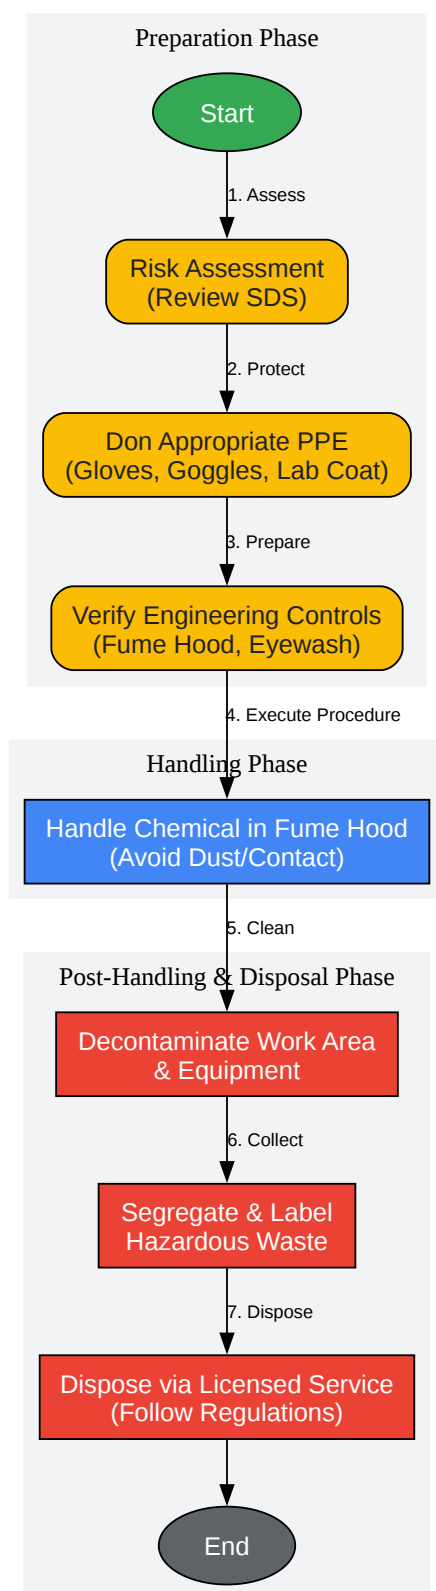 Preparation Phase
Start
1. Assess
Risk Assessment
(Review SDS)
2. Protect
Don Appropriate PPE
(Gloves, Goggles, Lab Coat)
3. Prepare
Verify Engineering Controls
(Fume Hood, Eyewash)
4. Execute Procedure
Handling Phase
Handle Chemical in Fume Hood
(Avoid Dust/Contact)
5. Clean
Post-Handling & Disposal Phase
Decontaminate Work Area
& Equipment
6. Collect
Segregate & Label
Hazardous Waste
7. Dispose
Dispose via Licensed Service
(Follow Regulations)
End